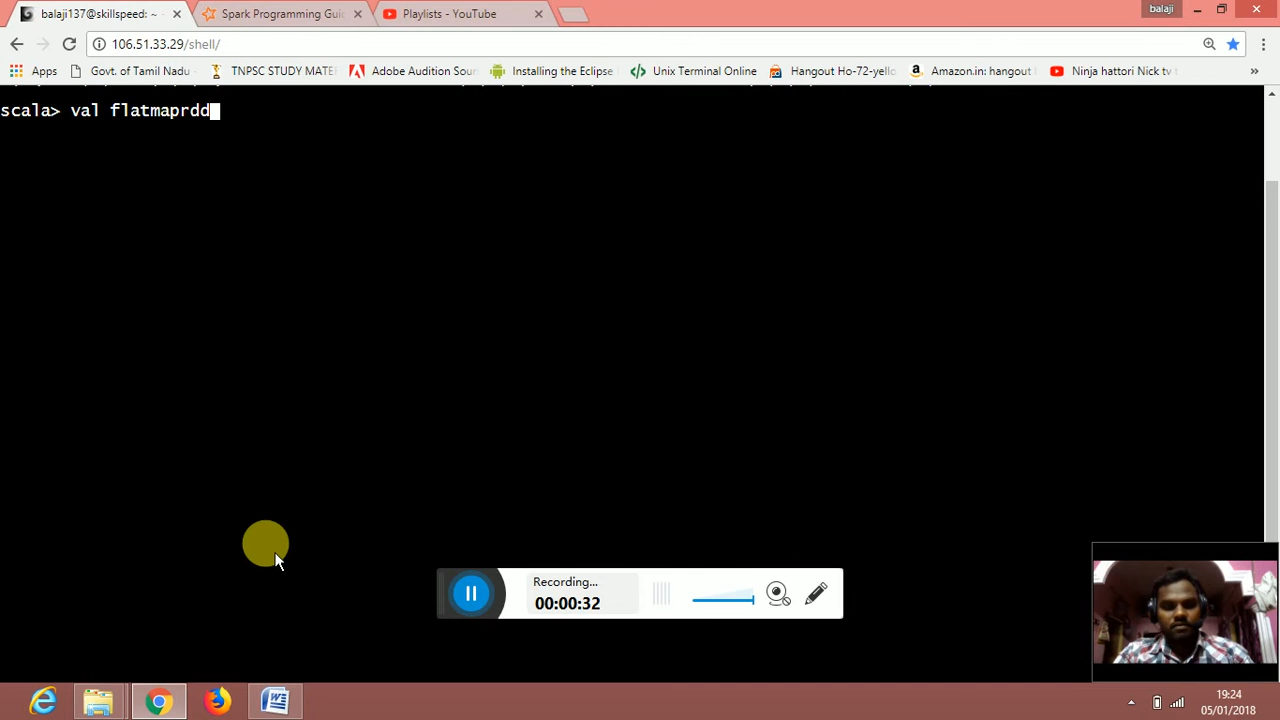 balaji137@skillspeed: ~
Spark Programming Guid
Playlists - YouTube
balaji
106.51.33.29/shell/
Apps
Govt. of Tamil Nadu
TNPSC STUDY MATE
Adobe Audition Soun
Installing the Eclipse
Unix Terminal Online
Hangout Ho-72-yello
Amazon.in: hangout
Ninja hattori Nick tv
»
scala> val flatmaprdd
Recording...
00:00:32
19:24
05/01/2018